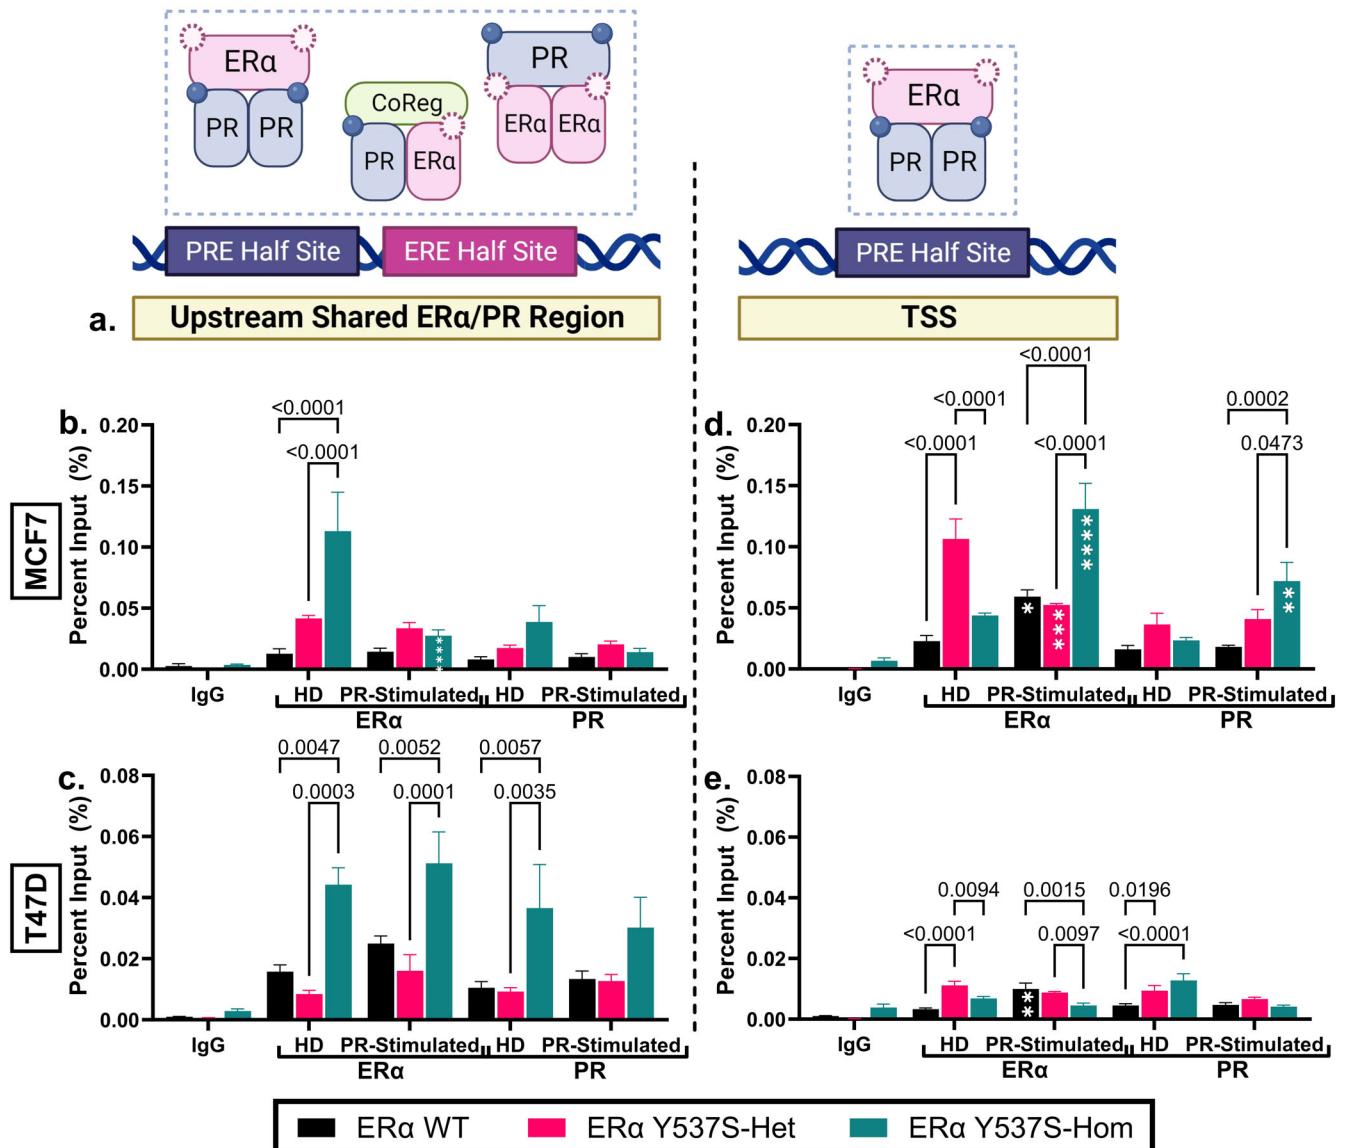 ERα
PR PR
CoReg
PR ERα
PR
ERα ERα
ERα
PR PR
PRE Half Site ERE Half Site
PRE Half Site
a. Upstream Shared ERα/PR Region
TSS
MCF7
b.
Percent Input (%)
0.20
0.15
0.10
0.05
0.00
<0.0001
<0.0001
****
IgG HD PR-Stimulated HD PR-Stimulated
ERα PR
d.
Percent Input (%)
0.20
0.15
0.10
0.05
0.00
<0.0001
<0.0001
<0.0001
<0.0001
0.0002
0.0473
*
***
****
**
IgG HD PR-Stimulated HD PR-Stimulated
ERα PR
T47D
c.
Percent Input (%)
0.08
0.06
0.04
0.02
0.00
0.0047 0.0052 0.0057
0.0003 0.0001 0.0035
IgG HD PR-Stimulated HD PR-Stimulated
ERα PR
e.
Percent Input (%)
0.08
0.06
0.04
0.02
0.00
0.0094 0.0015 0.0196
<0.0001 0.0097 <0.0001
**
IgG HD PR-Stimulated HD PR-Stimulated
ERα PR
ERα WT ERα Y537S-Het ERα Y537S-Hom